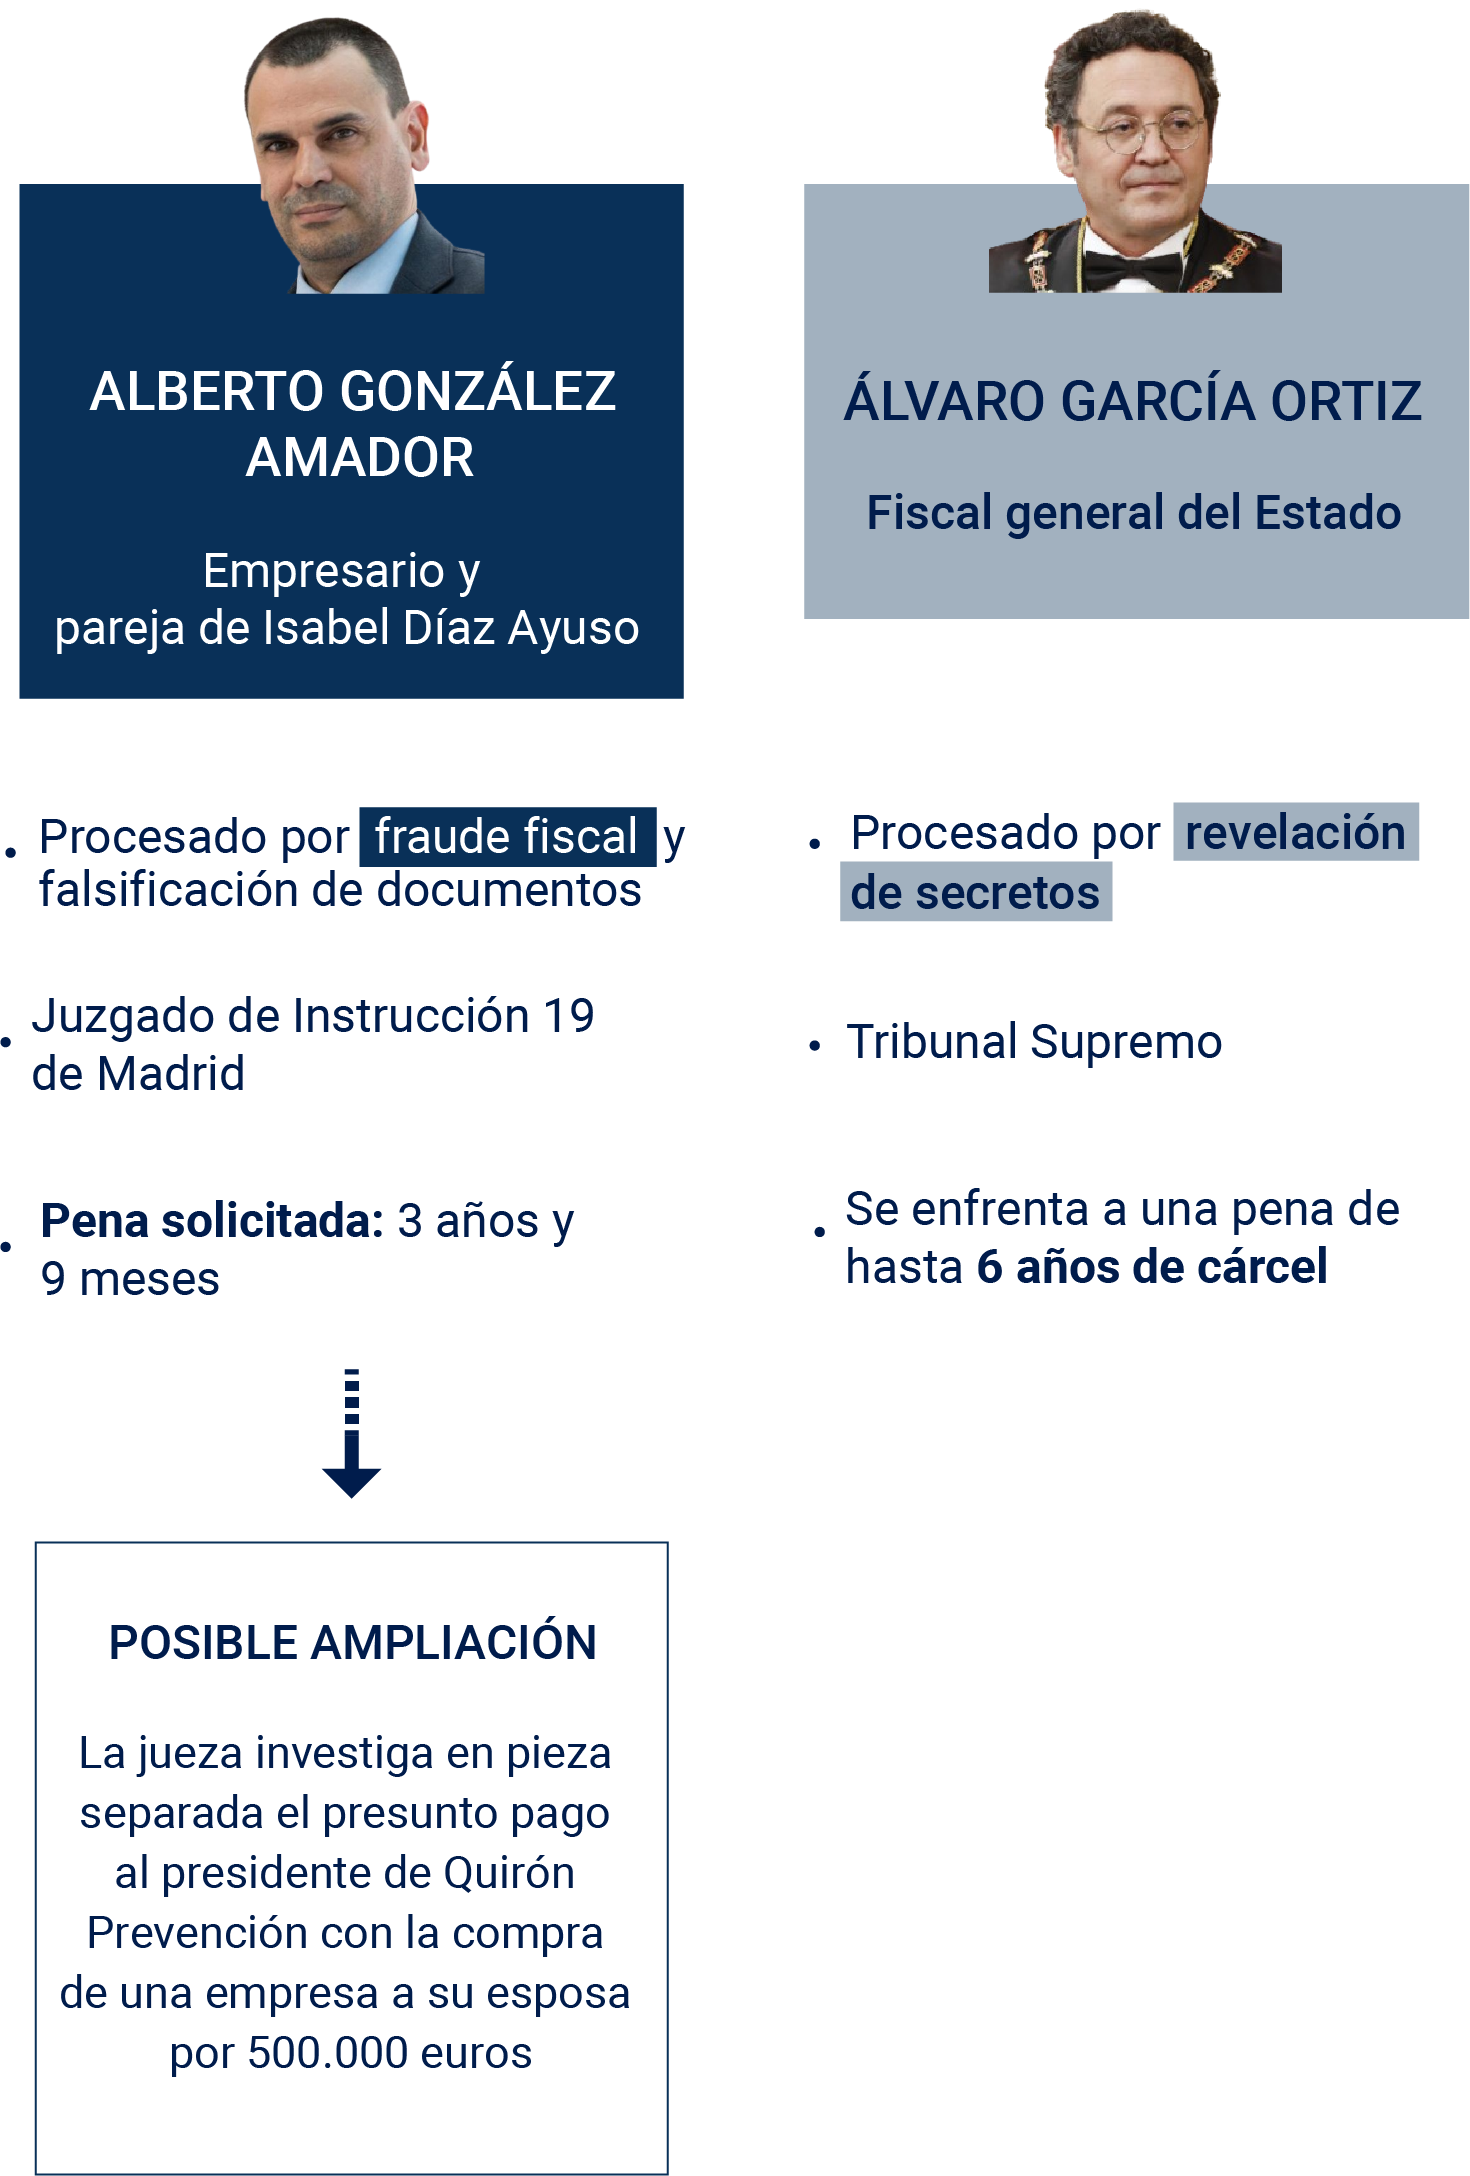 ALBERTO GONZÁLEZ
AMADOR
Empresario y
pareja de Isabel Díaz Ayuso
Procesado por fraude fiscal y
falsificación de documentos
Juzgado de Instrucción 19
de Madrid
Pena solicitada: 3 años y
9 meses
POSIBLE AMPLIACIÓN
La jueza investiga en pieza
separada el presunto pago
al presidente de Quirón
Prevención con la compra
de una empresa a su esposa
por 500.000 euros
ÁLVARO GARCÍA ORTIZ
Fiscal general del Estado
Procesado por revelación
de secretos
Tribunal Supremo
Se enfrenta a una pena de
hasta 6 años de cárcel